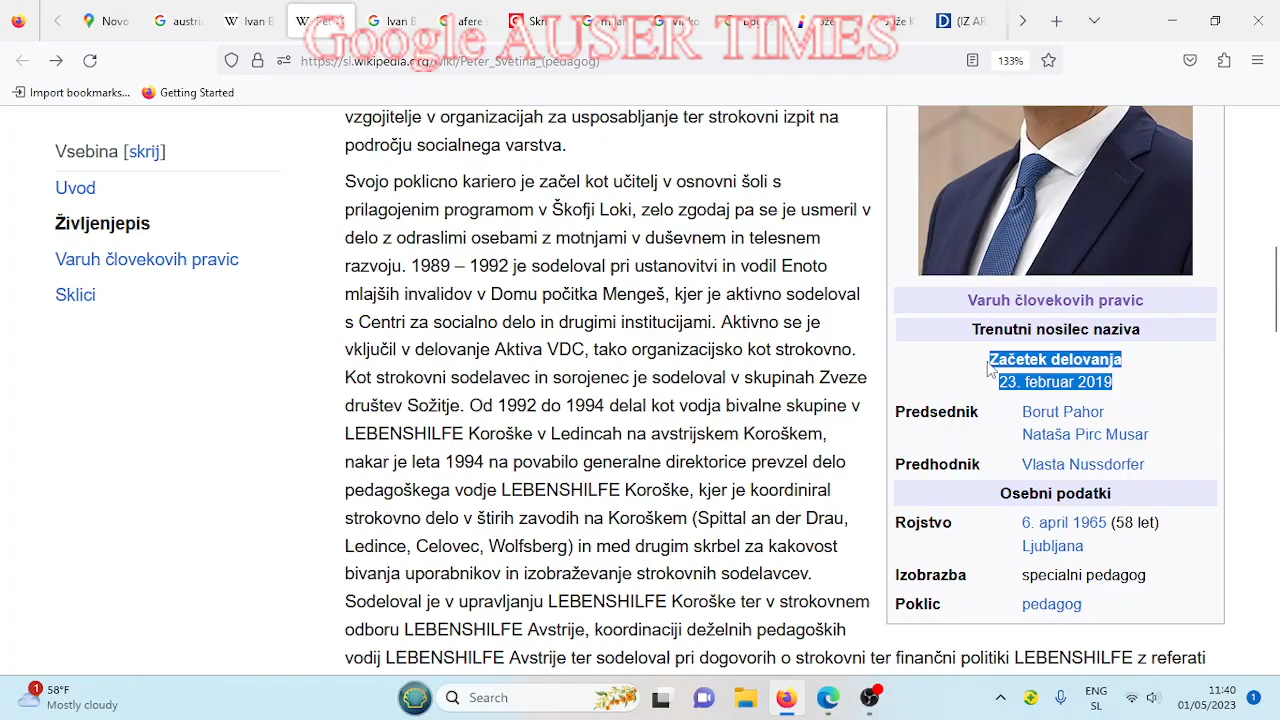 Novo
austric
Ivan B
Ivan B
afere s
Skri
(IZ AR
Google AUSER TIMES
https://sl.wikipedia.org/wiki/Peter_Svetina_(pedagog)
133%
Import bookmarks...
Getting Started
Vsebina [skrij]
Uvod
Življenjepis
Varuh človekovih pravic
Sklici
vzgojitelje v organizacijah za usposabljanje ter strokovni izpit na
področju socialnega varstva.
Svojo poklicno kariero je začel kot učitelj v osnovni šoli s
prilagojenim programom v Škofji Loki, zelo zgodaj pa se je usmeril v
delo z odraslimi osebami z motnjami v duševnem in telesnem
razvoju. 1989 – 1992 je sodeloval pri ustanovitvi in vodil Enoto
mlajših invalidov v Domu počitka Mengeš, kjer je aktivno sodeloval
s Centri za socialno delo in drugimi institucijami. Aktivno se je
vključil v delovanje Aktiva VDC, tako organizacijsko kot strokovno.
Kot strokovni sodelavec in sorojenec je sodeloval v skupinah Zveze
društev Sožitje. Od 1992 do 1994 delal kot vodja bivalne skupine v
LEBENSHILFE Koroške v Ledincah na avstrijskem Koroškem,
nakar je leta 1994 na povabilo generalne direktorice prevzel delo
pedagoškega vodje LEBENSHILFE Koroške, kjer je koordiniral
strokovno delo v štirih zavodih na Koroškem (Spittal an der Drau,
Ledince, Celovec, Wolfsberg) in med drugim skrbel za kakovost
bivanja uporabnikov in izobraževanje strokovnih sodelavcev.
Sodeloval je v upravljanju LEBENSHILFE Koroške ter v strokovnem
odboru LEBENSHILFE Avstrije, koordinaciji deželnih pedagoških
vodij LEBENSHILFE Avstrije ter sodeloval pri dogovorih o strokovni ter finančni politiki LEBENSHILFE z referati
Varuh človekovih pravic
Trenutni nosilec naziva
Začetek delovanja
23. februar 2019
Predsednik Borut Pahor
Nataša Pirc Musar
Predhodnik Vlasta Nussdorfer
Osebni podatki
Rojstvo 6. april 1965 (58 let)
Ljubljana
Izobrazba specialni pedagog
Poklic pedagog
1
58°F
Mostly cloudy
Search
ENG
SL
11:40
01/05/2023
1